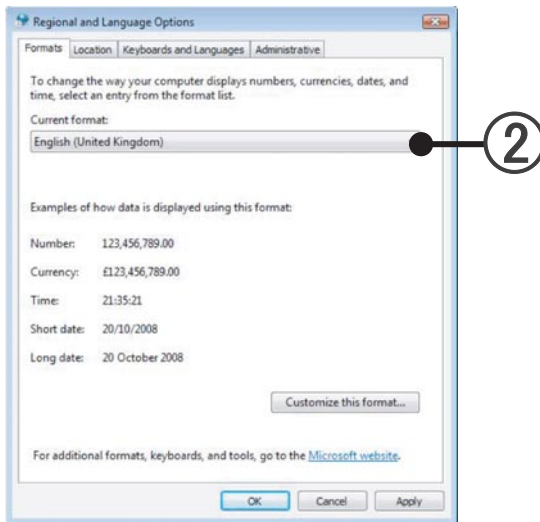 Regional and Language Options
Formats Location Keyboards and Languages Administrative
To change the way your computer displays numbers, currencies, dates, and
time, select an entry from the format list.
Current format:
English (United Kingdom)
2
Examples of how data is displayed using this format:
Number: 123,456,789.00
Currency: £123,456,789.00
Time: 21:35:21
Short date: 20/10/2008
Long date: 20 October 2008
Customize this format...
For additional formats, keyboards, and tools, go to the Microsoft website.
OK Cancel Apply